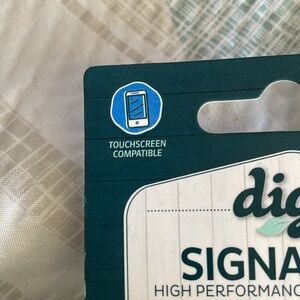 TOUCHSCREEN
COMPATIBLE
dig
SIGNA
HIGH PERFORMANC